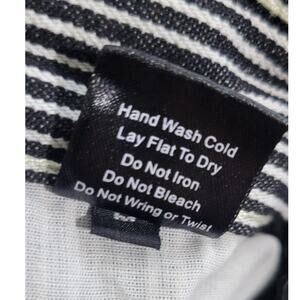 Hand Wash Cold
Lay Flat To Dry
Do Not Iron
Do Not Bleach
Do Not Wring or Twist